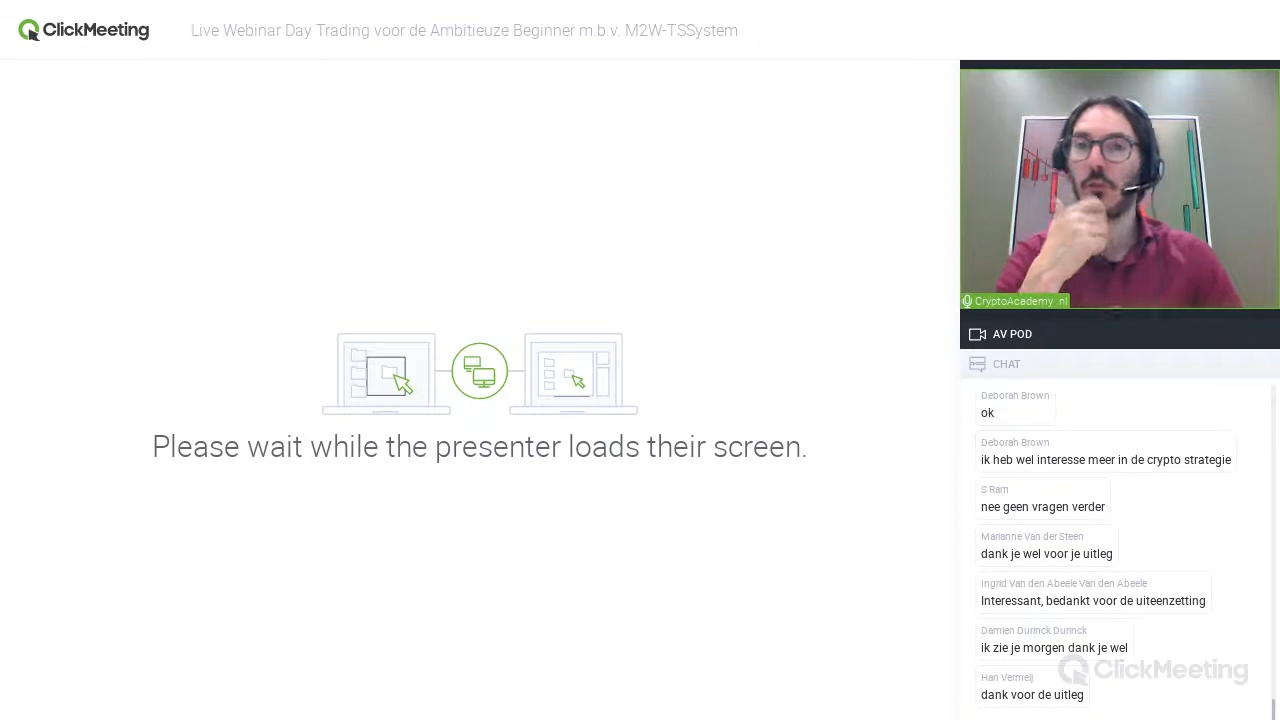 ClickMeeting
Live Webinar Day Trading voor de Ambitieuze Beginner m.b.v. M2W-TSSystem
Please wait while the presenter loads their screen.
CryptoAcademy .nl
AV POD
CHAT
Deborah Brown
ok
Deborah Brown
ik heb wel interesse meer in de crypto strategie
S Ram
nee geen vragen verder
Marianne Van der Steen
dank je wel voor je uitleg
Ingrid Van den Abeele Van den Abeele
Interessant, bedankt voor de uiteenzetting
Damien Durinck Durinck
ik zie je morgen dank je wel
ClickMeeting
Han Vermeij
dank voor de uitleg